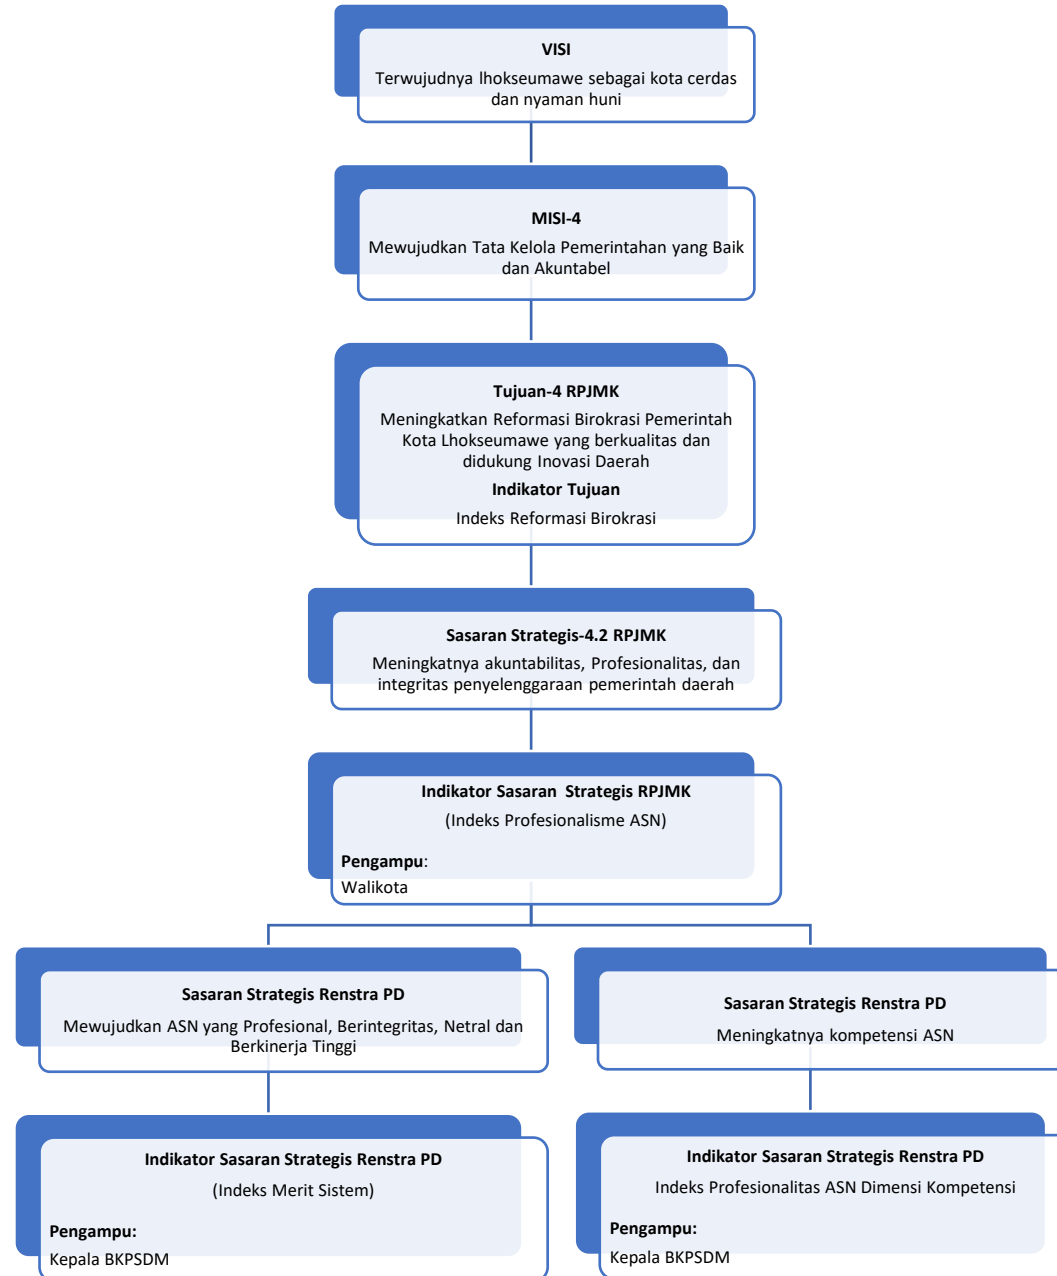 VISI
Terwujudnya lhokseumawe sebagai kota cerdas
dan nyaman huni
MISI-4
Mewujudkan Tata Kelola Pemerintahan yang Baik
dan Akuntabel
Tujuan-4 RPJMK
Meningkatkan Reformasi Birokrasi Pemerintah
Kota Lhokseumawe yang berkualitas dan
didukung Inovasi Daerah
Indikator Tujuan
Indeks Reformasi Birokrasi
Sasaran Strategis-4.2 RPJMK
Meningkatnya akuntabilitas, Profesionalitas, dan
integritas penyelenggaraan pemerintah daerah
Indikator Sasaran Strategis RPJMK
(Indeks Profesionalisme ASN)
Pengampu:
Walikota
Sasaran Strategis Renstra PD
Mewujudkan ASN yang Profesional, Berintegritas, Netral dan
Berkinerja Tinggi
Sasaran Strategis Renstra PD
Meningkatnya kompetensi ASN
Indikator Sasaran Strategis Renstra PD
(Indeks Merit Sistem)
Pengampu:
Kepala BKPSDM
Indikator Sasaran Strategis Renstra PD
Indeks Profesionalitas ASN Dimensi Kompetensi
Pengampu:
Kepala BKPSDM